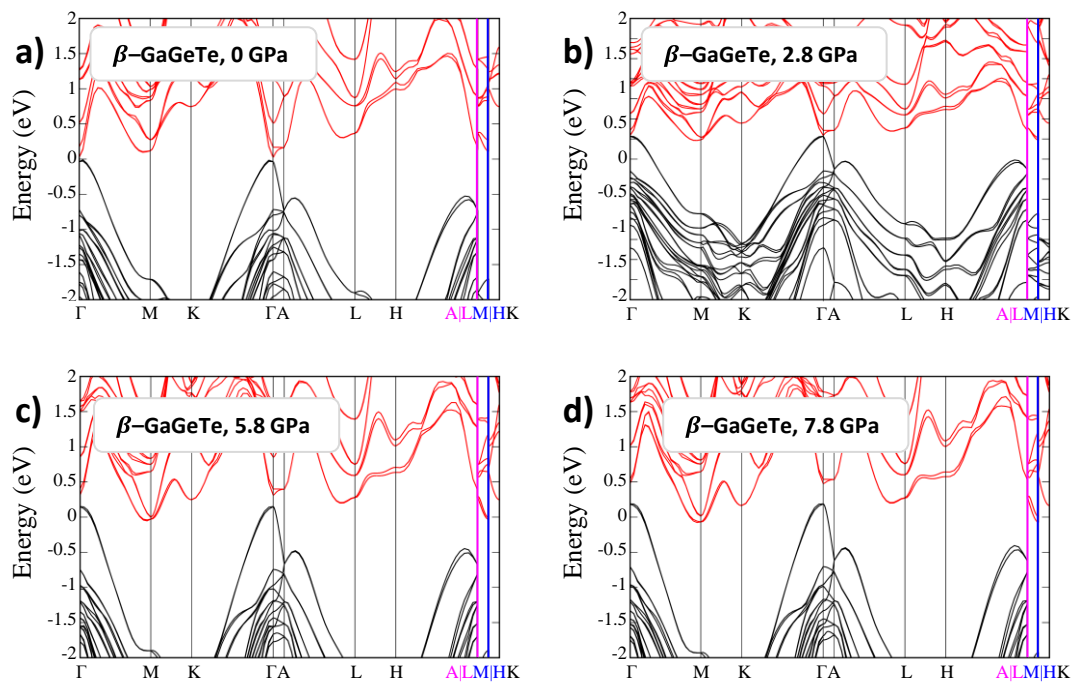 a)
β–GaGeTe, 0 GPa
Energy (eV)
2
1.5
1
0.5
0
-0.5
-1
-1.5
-2
Γ M K ΓA L H A|LM|HK
b)
β–GaGeTe, 2.8 GPa
Energy (eV)
2
1.5
1
0.5
0
-0.5
-1
-1.5
-2
Γ M K ΓA L H A|LM|HK
c)
β–GaGeTe, 5.8 GPa
Energy (eV)
2
1.5
1
0.5
0
-0.5
-1
-1.5
-2
Γ M K ΓA L H A|LM|HK
d)
β–GaGeTe, 7.8 GPa
Energy (eV)
2
1.5
1
0.5
0
-0.5
-1
-1.5
-2
Γ M K ΓA L H A|LM|HK